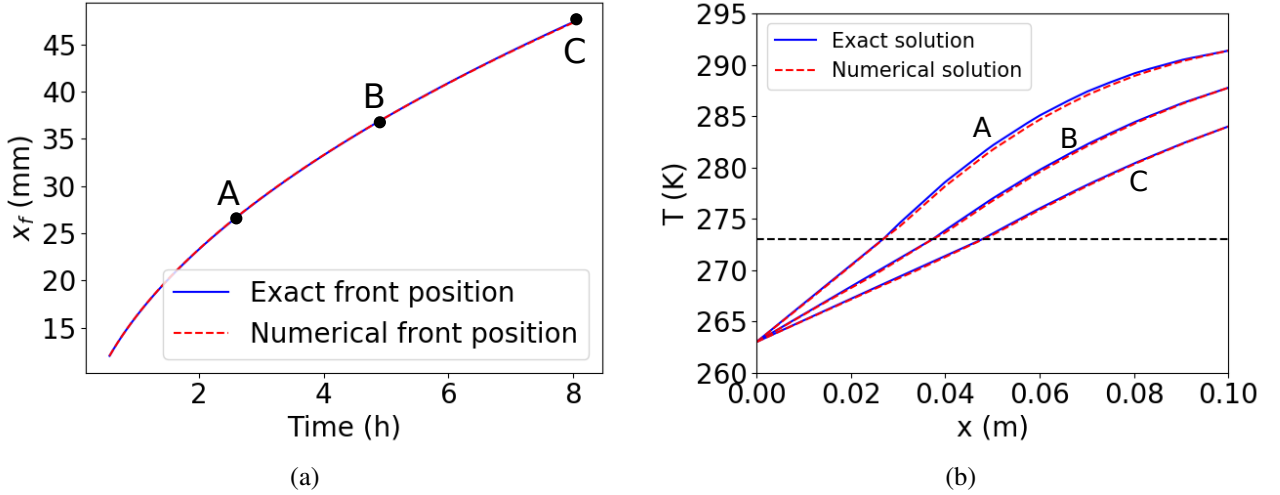 45
40
35
30
25
20
15
x_f (mm)
A
B
C
Exact front position
Numerical front position
2
4
6
8
Time (h)
(a)
295
290
285
280
275
270
265
260
T (K)
Exact solution
Numerical solution
A
B
C
0.00
0.02
0.04
0.06
0.08
0.10
x (m)
(b)